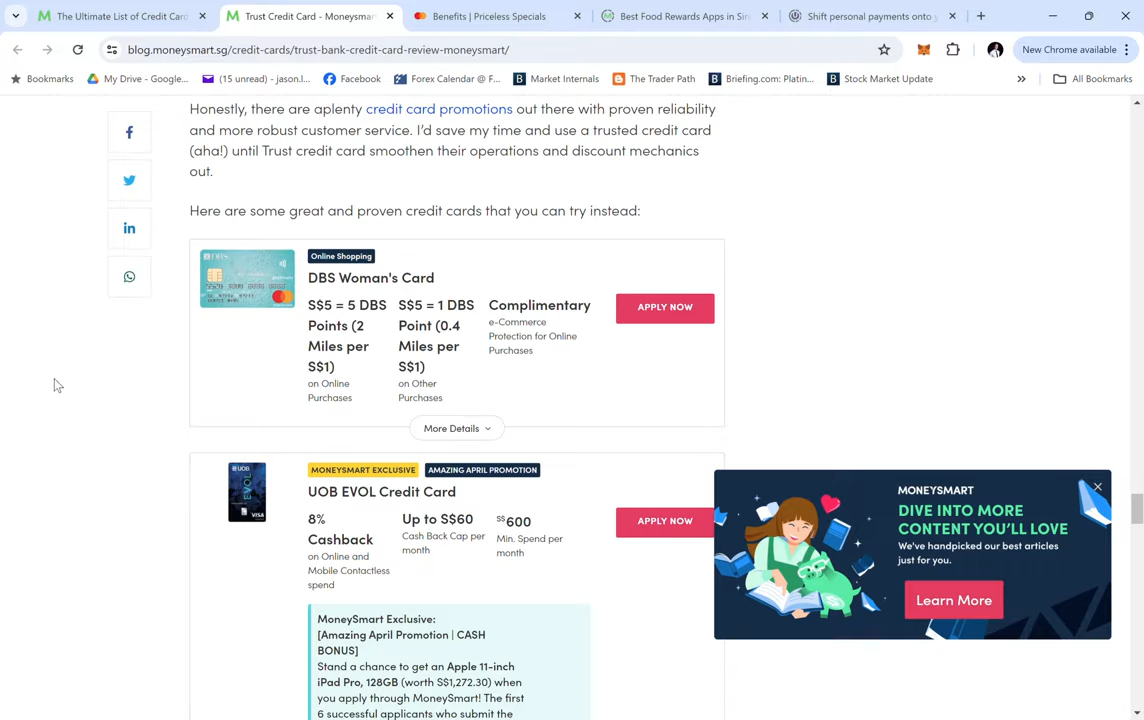 The Ultimate List of Credit Card
Trust Credit Card - Moneysmar
Benefits | Priceless Specials
Best Food Rewards Apps in Sin
Shift personal payments onto y
blog.moneysmart.sg/credit-cards/trust-bank-credit-card-review-moneysmart/
New Chrome available
Bookmarks
My Drive - Google...
(15 unread) - jason.l...
Facebook
Forex Calendar @ F...
Market Internals
The Trader Path
Briefing.com: Platin...
Stock Market Update
»
All Bookmarks
Honestly, there are aplenty credit card promotions out there with proven reliability
and more robust customer service. I'd save my time and use a trusted credit card
(aha!) until Trust credit card smoothen their operations and discount mechanics
out.
Here are some great and proven credit cards that you can try instead:
Online Shopping
DBS Woman's Card
S$5 = 5 DBS
Points (2
Miles per
S$1)
on Online
Purchases
S$5 = 1 DBS
Point (0.4
Miles per
S$1)
on Other
Purchases
Complimentary
e-Commerce
Protection for Online
Purchases
APPLY NOW
More Details
UOB
EVOL
VISA
MONEYSMART EXCLUSIVE
AMAZING APRIL PROMOTION
UOB EVOL Credit Card
8%
Cashback
on Online and
Mobile Contactless
spend
Up to S$60
Cash Back Cap per
month
S$600
Min. Spend per
month
APPLY NOW
MoneySmart Exclusive:
[Amazing April Promotion | CASH
BONUS]
Stand a chance to get an Apple 11-inch
iPad Pro, 128GB (worth S$1,272.30) when
you apply through MoneySmart! The first
6 successful applicants who submit the
MONEYSMART
DIVE INTO MORE
CONTENT YOU'LL LOVE
We've handpicked our best articles
just for you.
Learn More